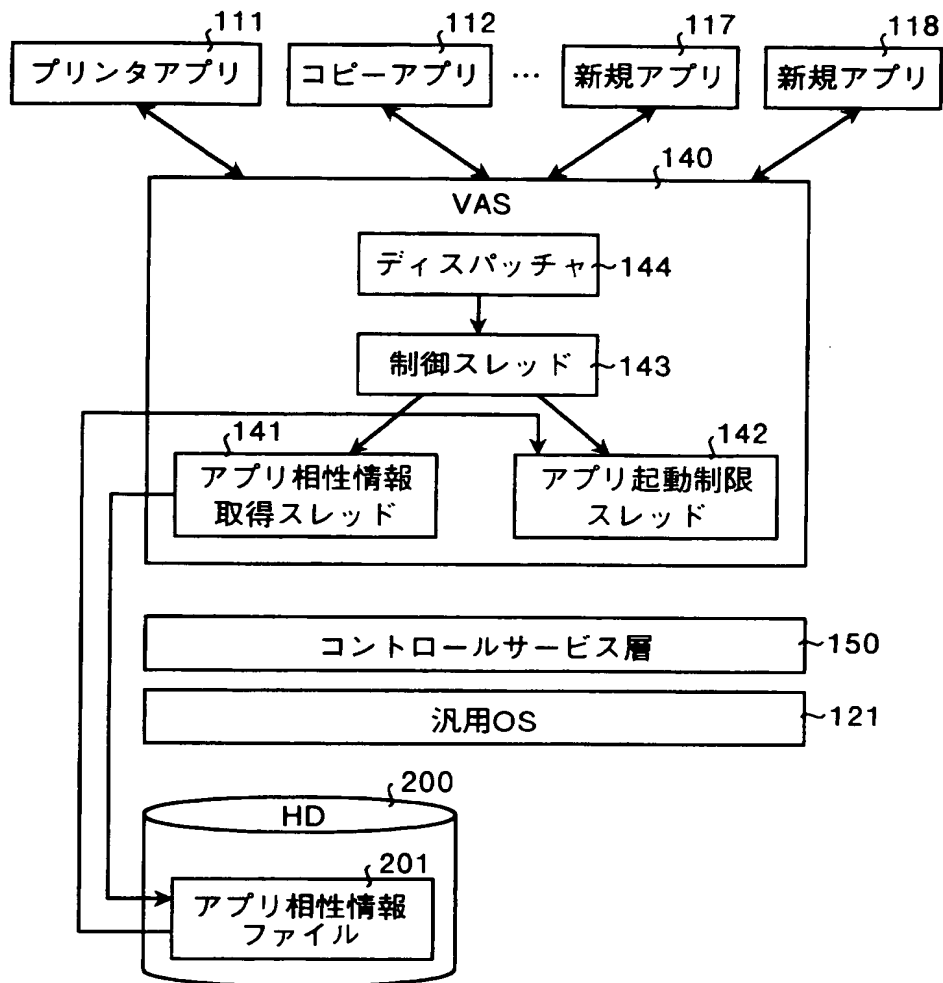 111
112
117
118
プリンタアプリ
コピーアプリ
…
新規アプリ
新規アプリ
140
VAS
ディスパッチャ
144
制御スレッド
143
141
142
アプリ相性情報
取得スレッド
アプリ起動制限
スレッド
コントロールサービス層
150
汎用OS
121
200
HD
201
アプリ相性情報
ファイル